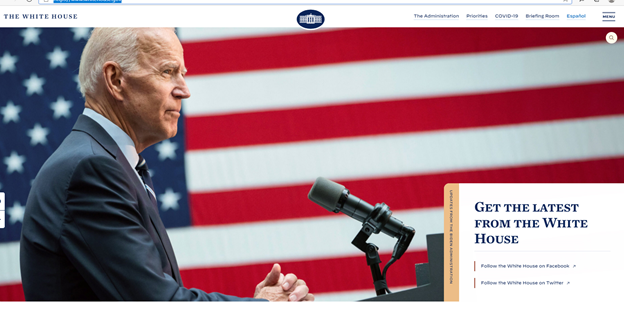 THE WHITE HOUSE
The Administration Priorities COVID-19 Briefing Room Español MENU
UPDATES FROM THE BIDEN ADMINISTRATION
GET THE LATEST
FROM THE WHITE
HOUSE
Follow the White House on Facebook ↗
Follow the White House on Twitter ↗